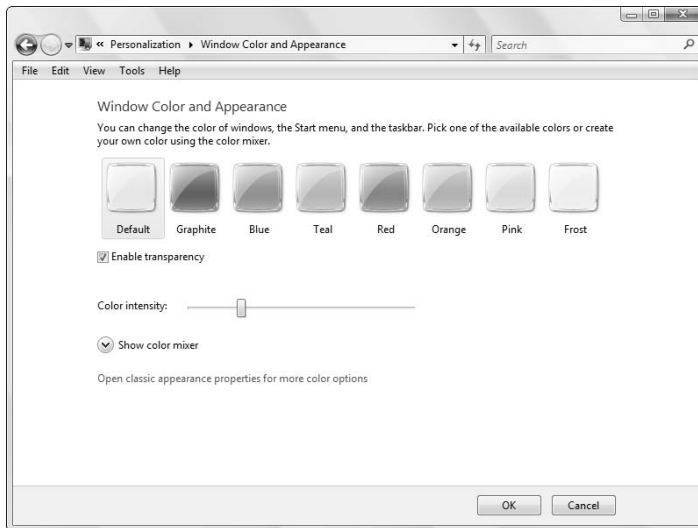 « Personalization ▸ Window Color and Appearance Search
File Edit View Tools Help
Window Color and Appearance
You can change the color of windows, the Start menu, and the taskbar. Pick one of the available colors or create
your own color using the color mixer.
Default Graphite Blue Teal Red Orange Pink Frost
Enable transparency
Color intensity:
Show color mixer
Open classic appearance properties for more color options
OK Cancel